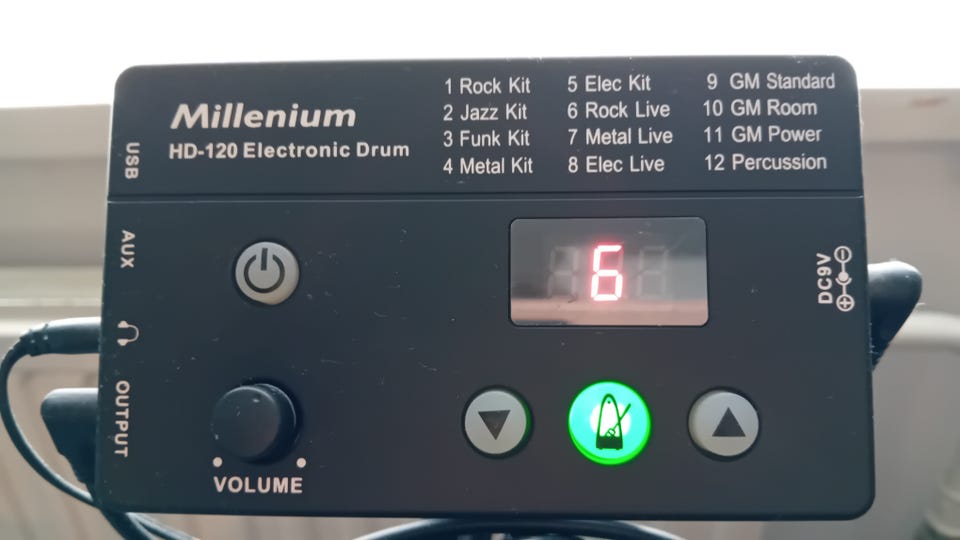 Millenium
HD-120 Electronic Drum
1 Rock Kit
2 Jazz Kit
3 Funk Kit
4 Metal Kit
5 Elec Kit
6 Rock Live
7 Metal Live
8 Elec Live
9 GM Standard
10 GM Room
11 GM Power
12 Percussion
USB
AUX
OUTPUT
6
DC9V
VOLUME